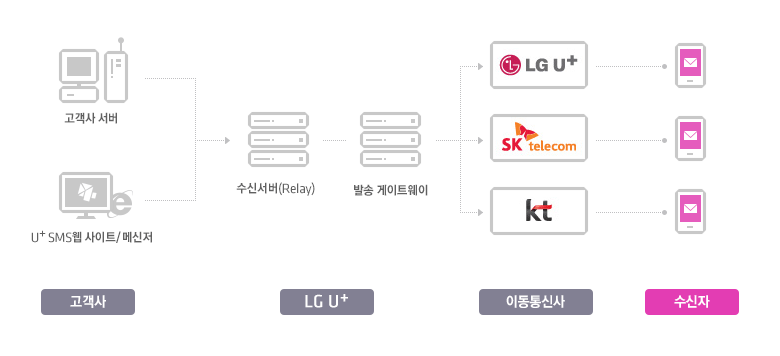 고객사 서버
U+ SMS웹 사이트/메신저
수신서버(Relay)
발송 게이트웨이
LG U+
SK telecom
kt
고객사
LG U+
이동통신사
수신자